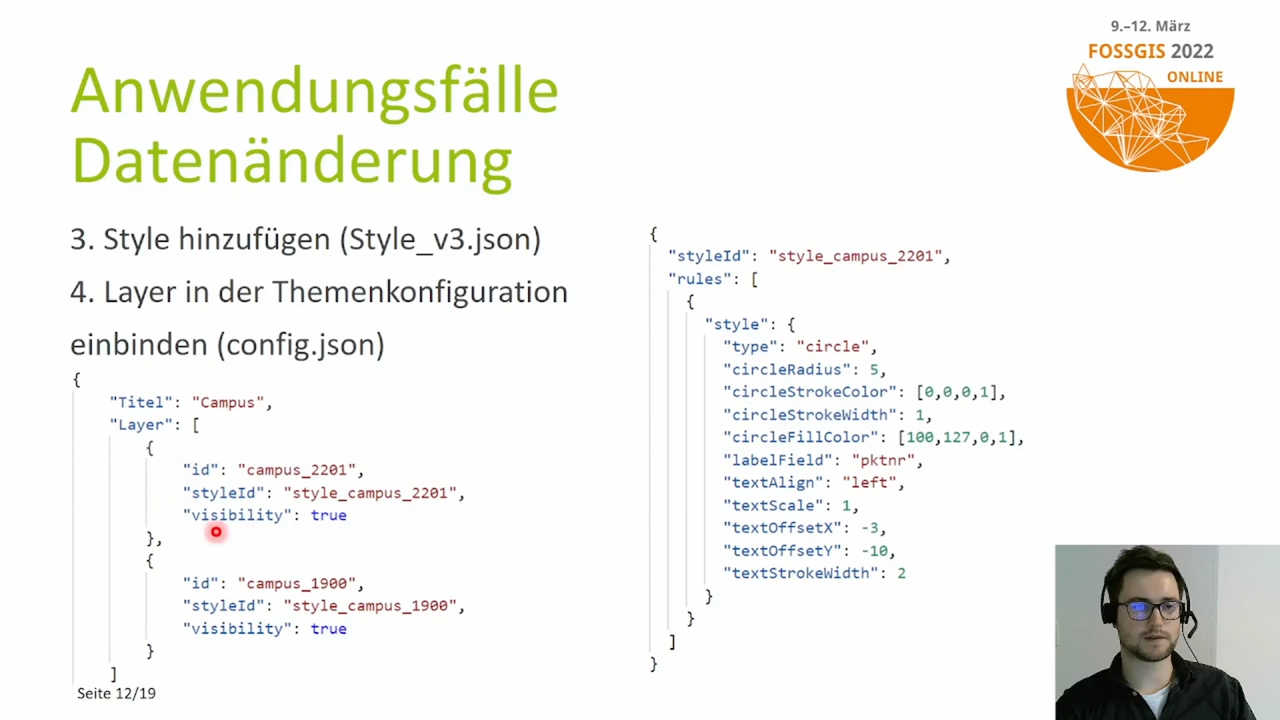 9.–12. März
FOSSGIS 2022
ONLINE
Anwendungsfälle
Datenänderung
3. Style hinzufügen (Style_v3.json)
4. Layer in der Themenkonfiguration
einbinden (config.json)
{
"Titel": "Campus",
"Layer": [
{
"id": "campus_2201",
"styleId": "style_campus_2201",
"visibility": true
},
{
"id": "campus_1900",
"styleId": "style_campus_1900",
"visibility": true
}
]
Seite 12/19
{
"styleId": "style_campus_2201",
"rules": [
{
"style": {
"type": "circle",
"circleRadius": 5,
"circleStrokeColor": [0,0,0,1],
"circleStrokeWidth": 1,
"circleFillColor": [100,127,0,1],
"labelField": "pktnr",
"textAlign": "left",
"textScale": 1,
"textOffsetX": -3,
"textOffsetY": -10,
"textStrokeWidth": 2
}
}
]
}